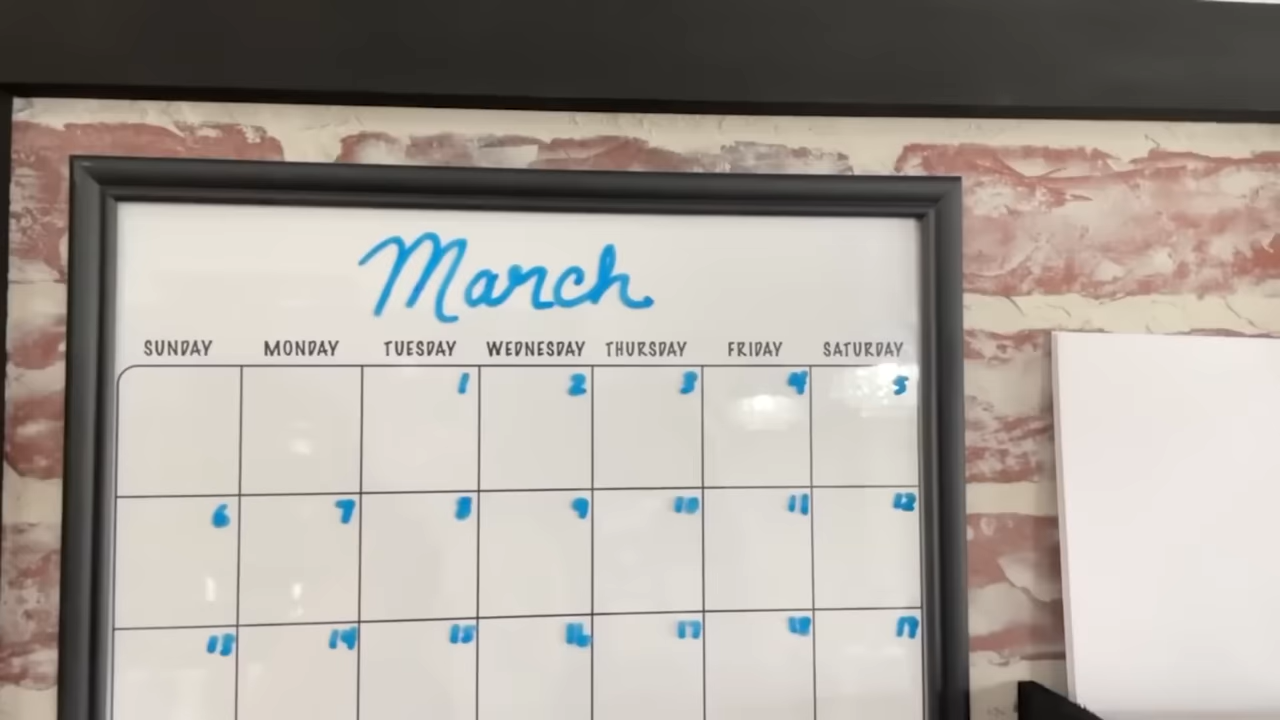 March
SUNDAY MONDAY TUESDAY WEDNESDAY THURSDAY FRIDAY SATURDAY
1 2 3 4 5
6 7 8 9 10 11 12
13 14 15 16 17 18 19